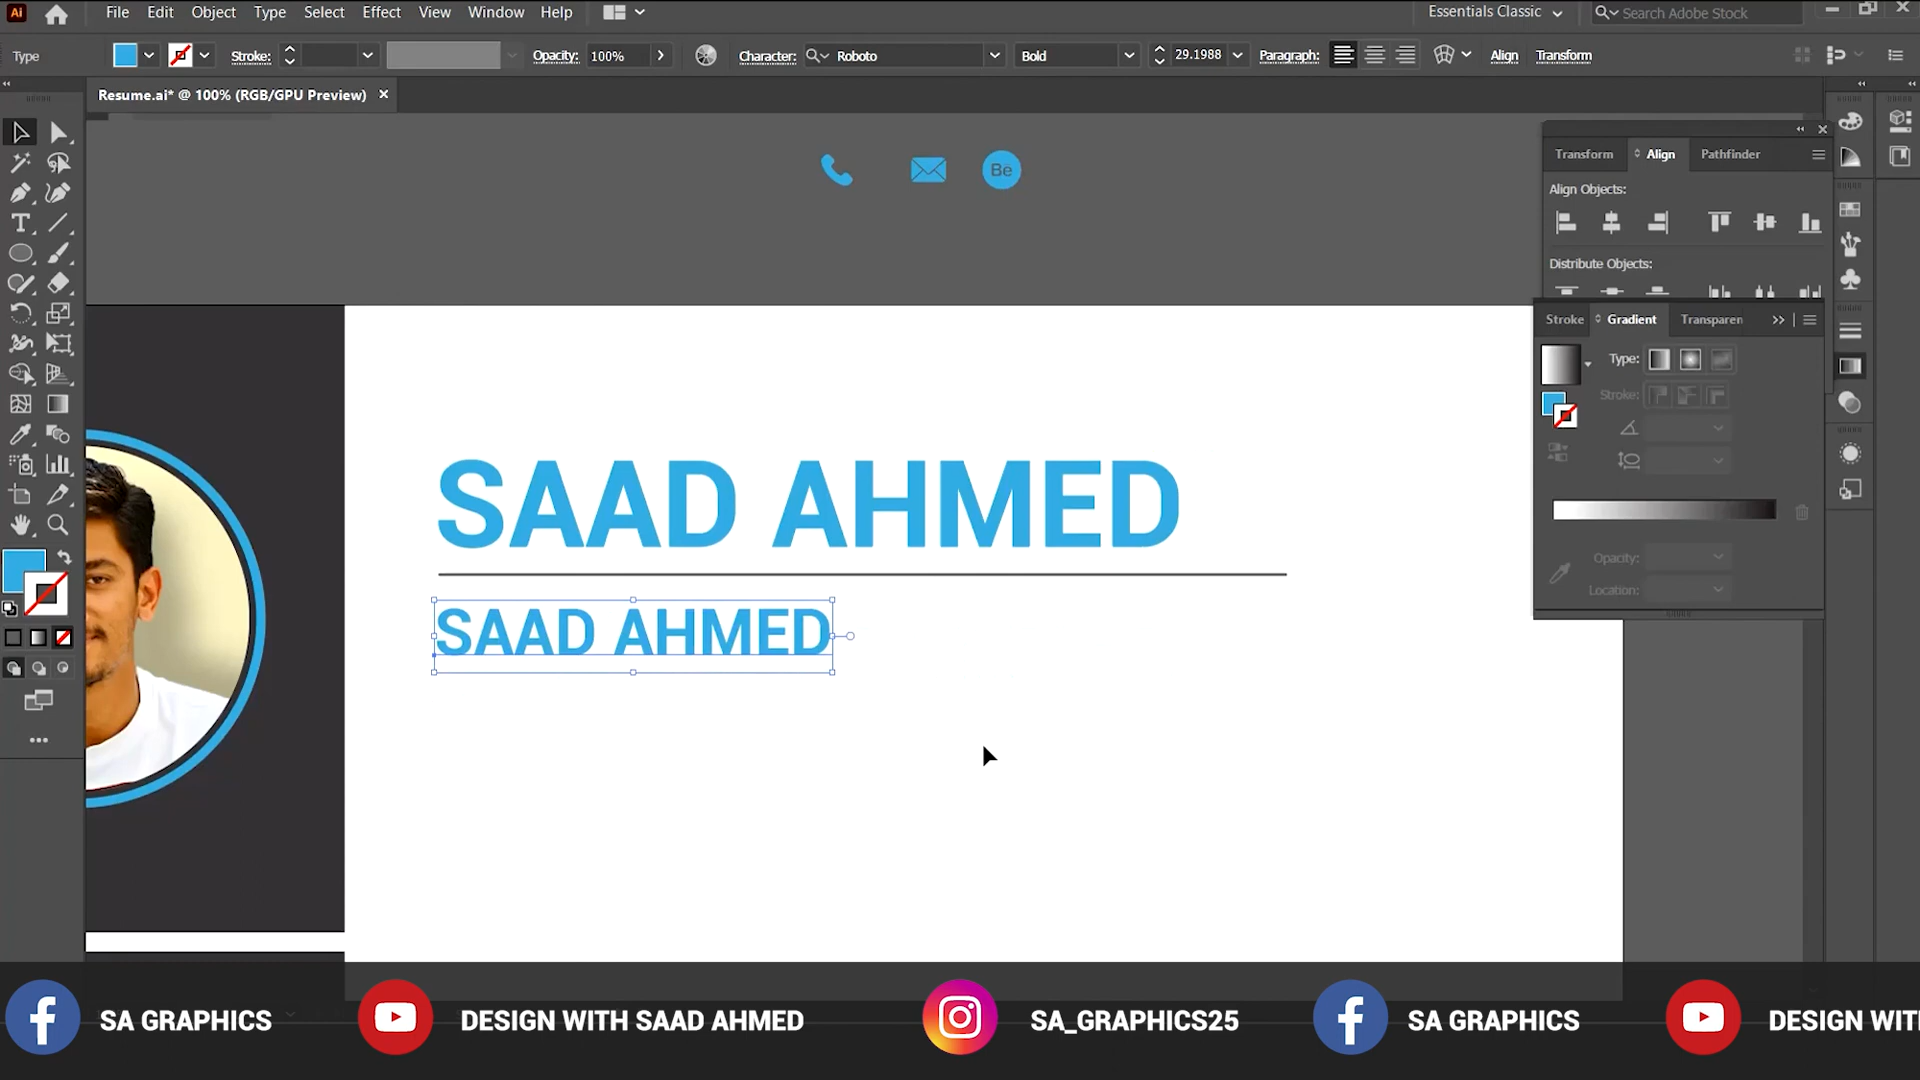 Ai File Edit Object Type Select Effect View Window Help Essentials Classic Search Adobe Stock
Type Stroke: Opacity: 100% Character: Roboto Bold 29.1988 Paragraph: Align Transform
Resume.ai* @ 100% (RGB/GPU Preview)
Transform Align Pathfinder
Be
Align Objects:
Distribute Objects:
Stroke Gradient Transparen
Type:
Stroke:
SAAD AHMED
Opacity:
Location:
SAAD AHMED
SA GRAPHICS DESIGN WITH SAAD AHMED SA_GRAPHICS25 SA GRAPHICS DESIGN WIT